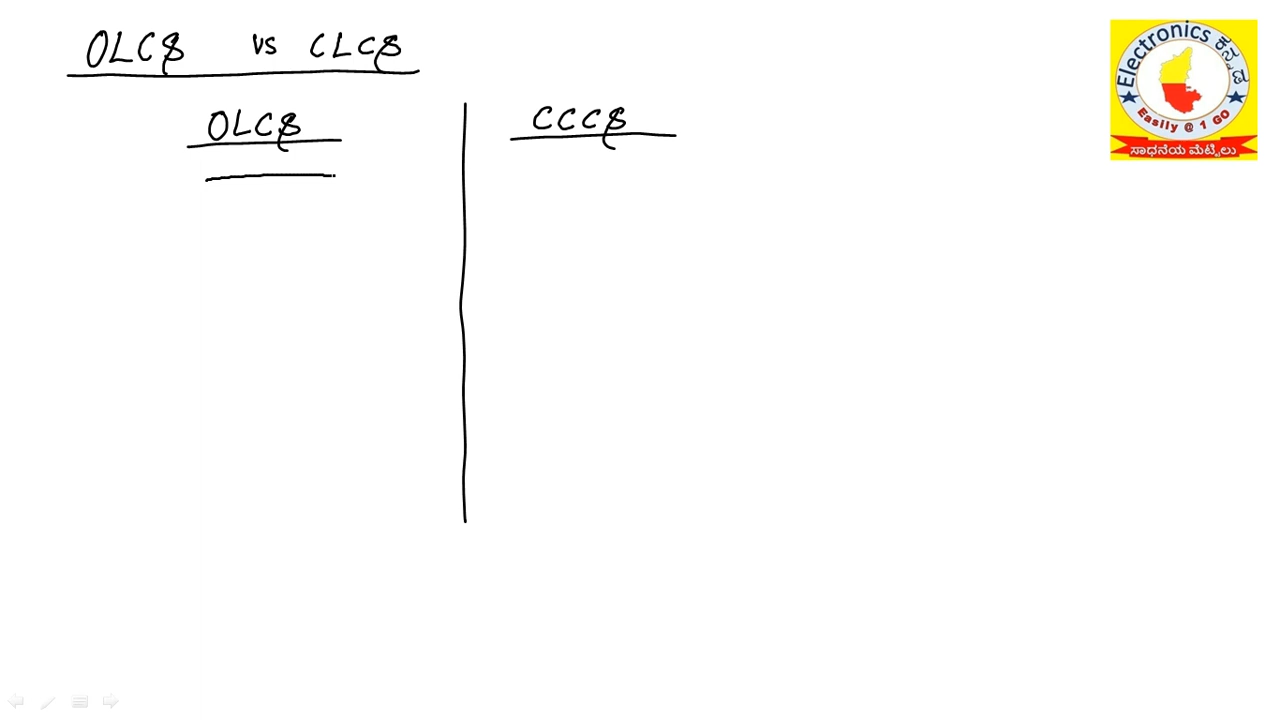 OLCS vs CLCS
OLCS
CCCS
Electronics ಕನ್ನಡ
Easily @ 1 GO
ಸಾಧನೆಯ ಮೆಟ್ಟಿಲು